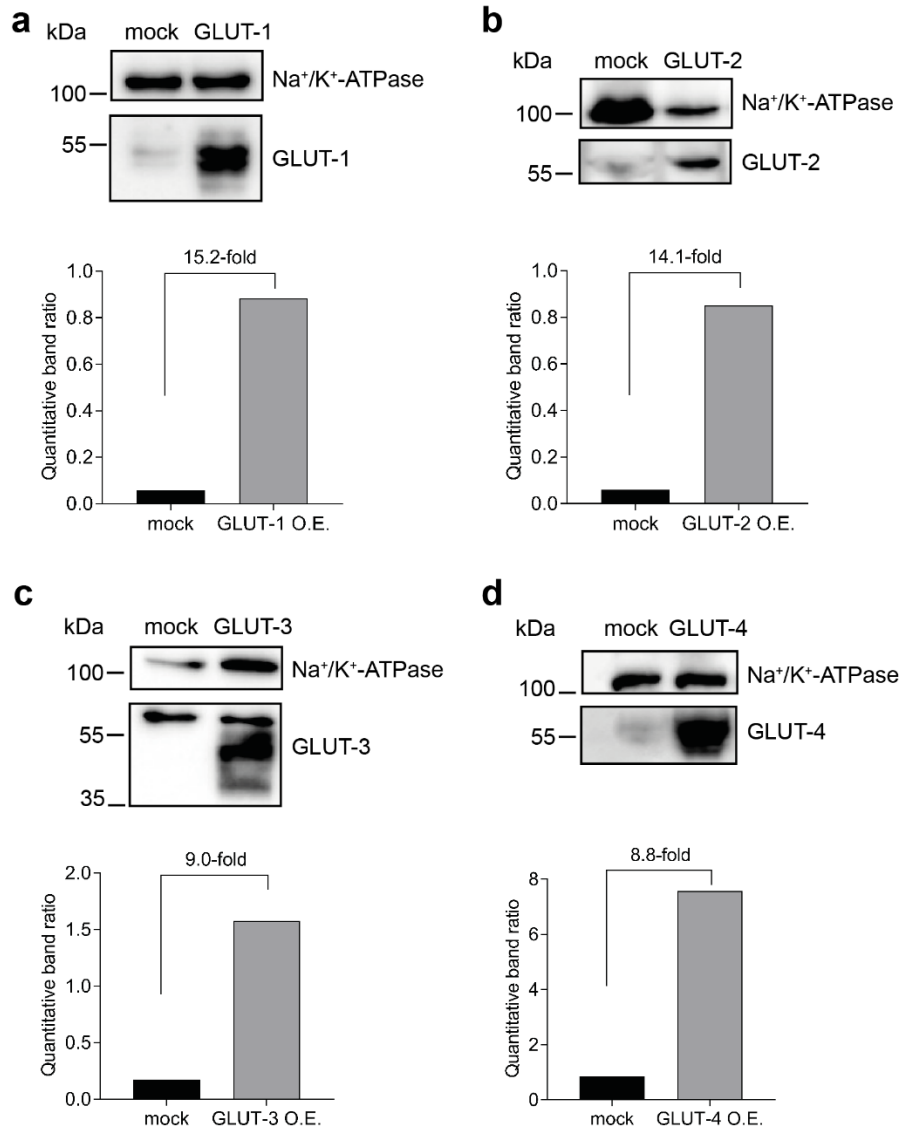 a
kDa
mock GLUT-1
Na⁺/K⁺-ATPase
100
55
GLUT-1
15.2-fold
Quantitative band ratio
1.0
0.8
0.6
0.4
0.2
0.0
mock
GLUT-1 O.E.
b
kDa
mock GLUT-2
Na⁺/K⁺-ATPase
100
GLUT-2
55
14.1-fold
Quantitative band ratio
1.0
0.8
0.6
0.4
0.2
0.0
mock
GLUT-2 O.E.
c
kDa
mock GLUT-3
Na⁺/K⁺-ATPase
100
55
GLUT-3
35
9.0-fold
Quantitative band ratio
2.0
1.5
1.0
0.5
0.0
mock
GLUT-3 O.E.
d
kDa
mock GLUT-4
Na⁺/K⁺-ATPase
100
55
GLUT-4
8.8-fold
Quantitative band ratio
8
6
4
2
0
mock
GLUT-4 O.E.